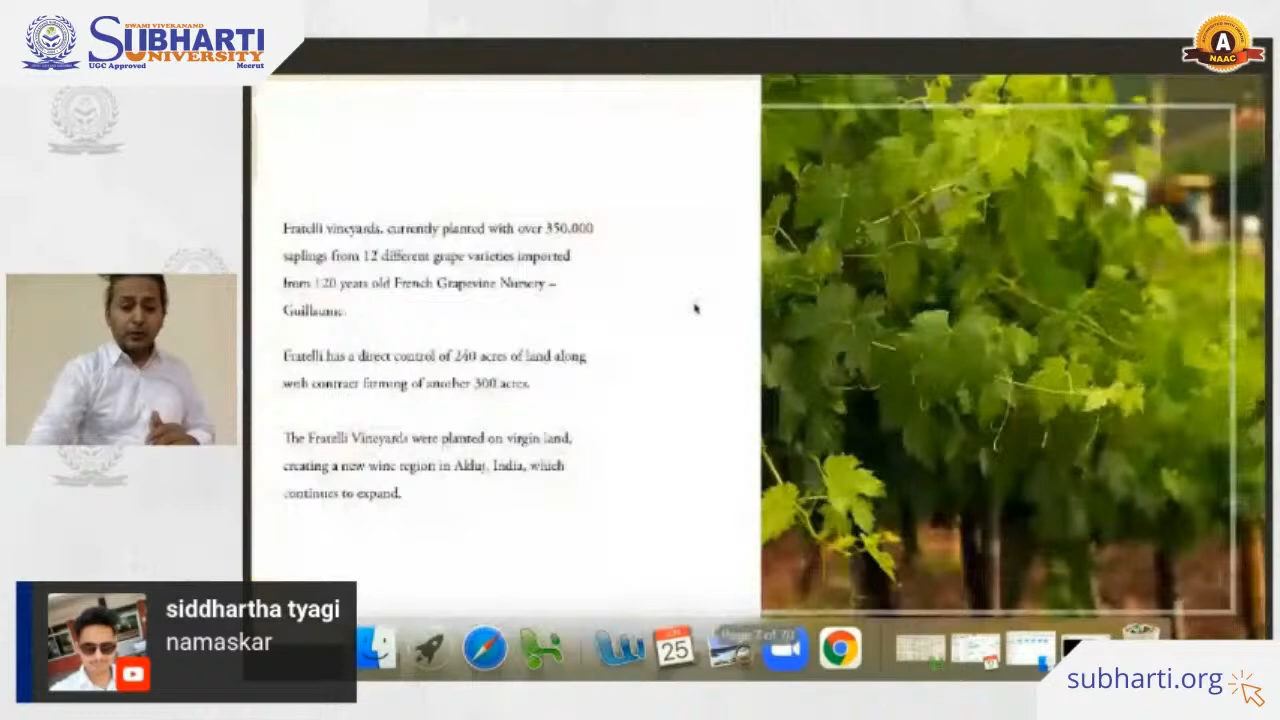 SWAMI VIVEKANAND
SUBHARTI
UNIVERSITY
UGC Approved Meerut
A
NAAC
Fratelli vineyards, currently planted with over 350,000
saplings from 12 different grape varieties imported
from 120 years old French Grapevine Nursery –
Guillaume.
Fratelli has a direct control of 240 acres of land along
with contract farming of another 300 acres.
The Fratelli Vineyards were planted on virgin land,
creating a new wine region in Akluj, India, which
continues to expand.
siddhartha tyagi
namaskar
JUN
25
subharti.org